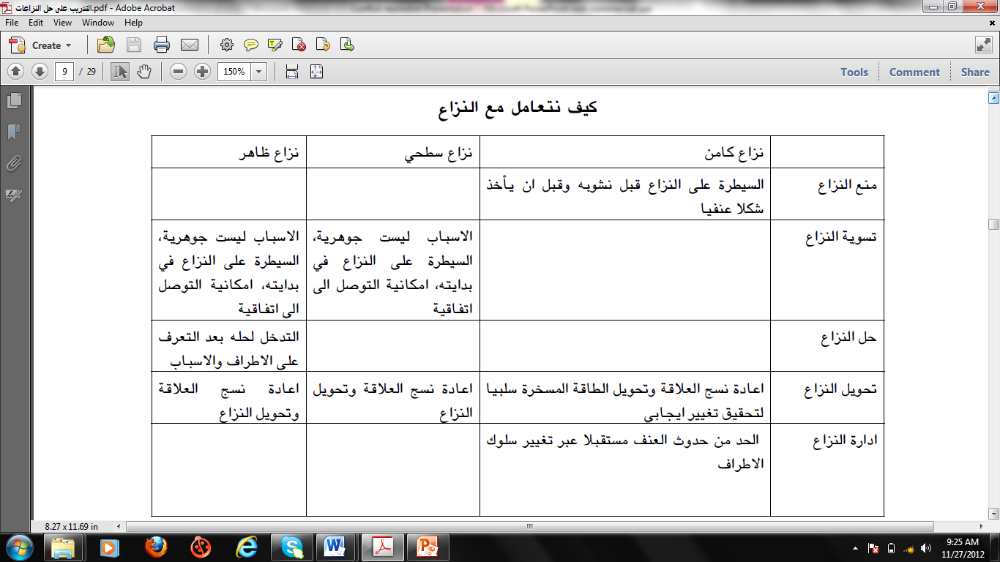 التدريب على حل النزاعات.pdf - Adobe Acrobat
File Edit View Window Help
Create
9 / 29
150%
Tools Comment Share
كيف نتعامل مع النزاع
نزاع كامن
نزاع سطحي
نزاع ظاهر
منع النزاع
السيطرة على النزاع قبل نشوبه وقبل ان يأخذ
شكلا عنفيا
تسوية النزاع
الاسباب ليست جوهرية،
السيطرة على النزاع في
بدايته، امكانية التوصل الى
اتفاقية
الاسباب ليست جوهرية،
السيطرة على النزاع في
بدايته، امكانية التوصل
الى اتفاقية
حل النزاع
التدخل لحله بعد التعرف
على الاطراف والاسباب
تحويل النزاع
اعادة نسج العلاقة وتحويل الطاقة المسخرة سلبيا
لتحقيق تغيير ايجابي
اعادة نسج العلاقة وتحويل
النزاع
اعادة نسج العلاقة
وتحويل النزاع
ادارة النزاع
الحد من حدوث العنف مستقبلا عبر تغيير سلوك
الاطراف
8.27 x 11.69 in
9:25 AM
11/27/2012